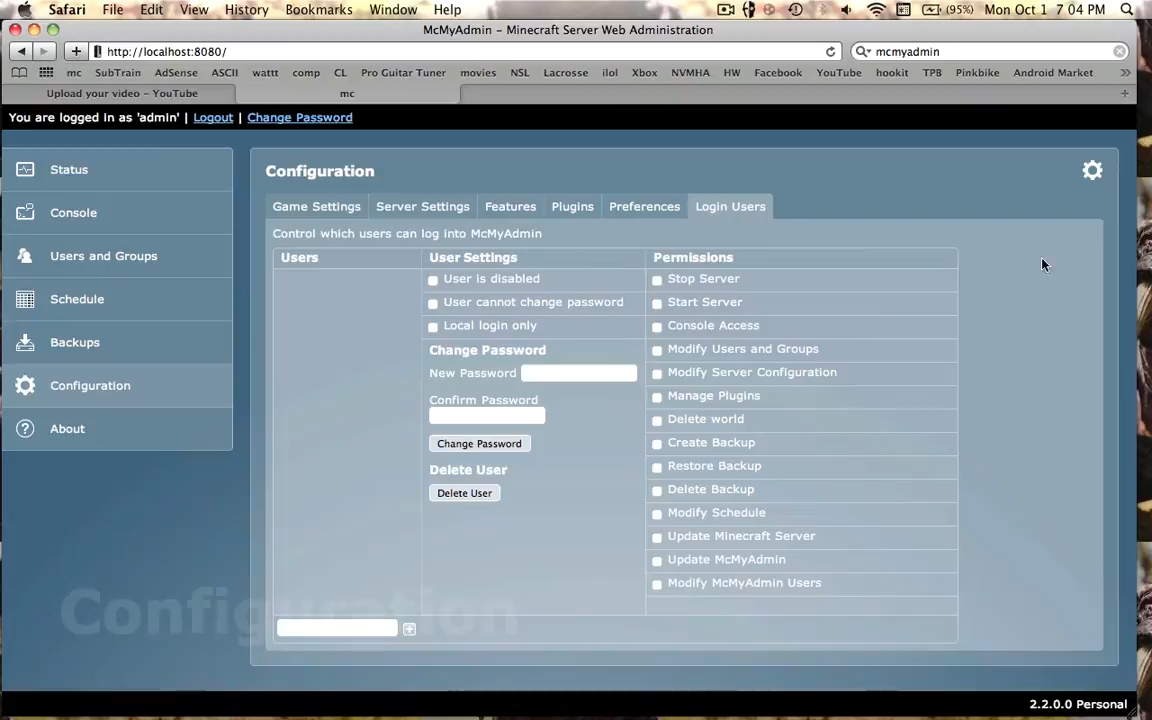 Safari File Edit View History Bookmarks Window Help (95%) Mon Oct 1 7:04 PM
McMyAdmin – Minecraft Server Web Administration
http://localhost:8080/ mcmyadmin
mc SubTrain AdSense ASCII wattt comp CL Pro Guitar Tuner movies NSL Lacrosse ilol Xbox NVMHA HW Facebook YouTube hookit TPB Pinkbike Android Market
Upload your video – YouTube mc
You are logged in as 'admin' | Logout | Change Password
Status
Console
Users and Groups
Schedule
Backups
Configuration
About
Configuration
Game Settings Server Settings Features Plugins Preferences Login Users
Control which users can log into McMyAdmin
Users User Settings Permissions
User is disabled
User cannot change password
Local login only
Change Password
New Password
Confirm Password
Change Password
Delete User
Delete User
Stop Server
Start Server
Console Access
Modify Users and Groups
Modify Server Configuration
Manage Plugins
Delete world
Create Backup
Restore Backup
Delete Backup
Modify Schedule
Update Minecraft Server
Update McMyAdmin
Modify McMyAdmin Users
Configuration
2.2.0.0 Personal